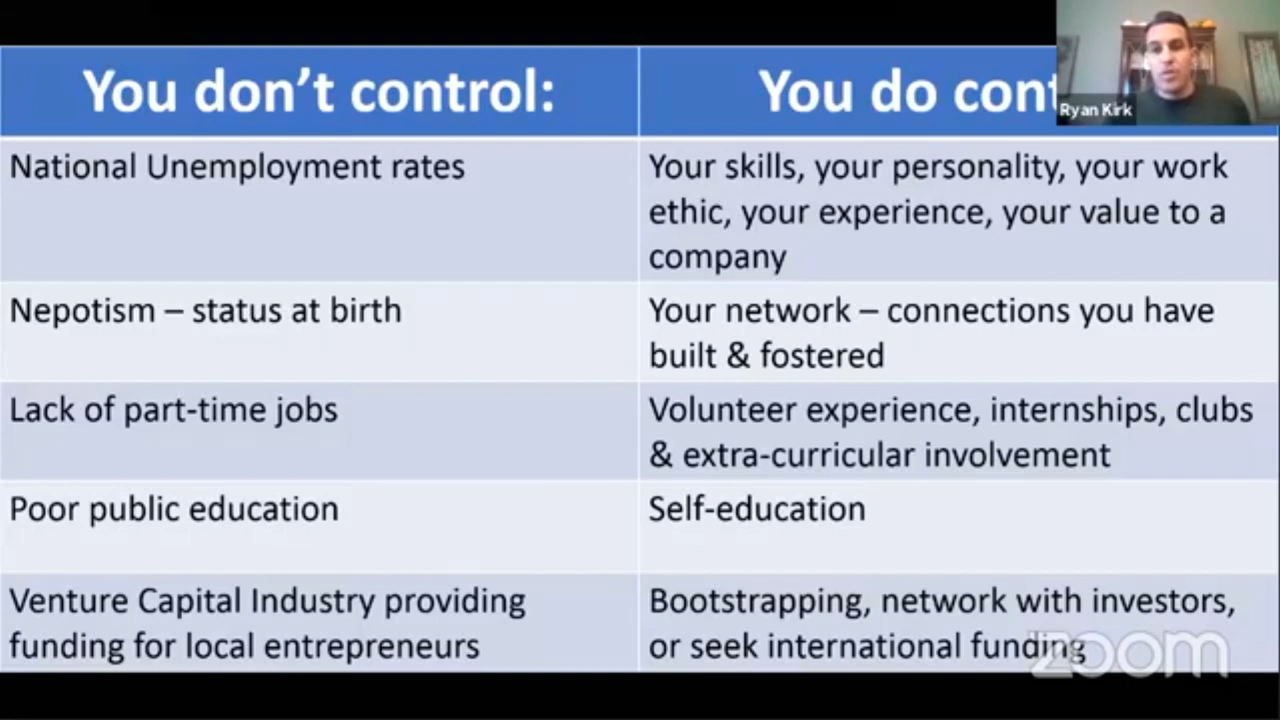 You don’t control:
You do cont
Ryan Kirk
National Unemployment rates
Your skills, your personality, your work
ethic, your experience, your value to a
company
Nepotism – status at birth
Your network – connections you have
built & fostered
Lack of part-time jobs
Volunteer experience, internships, clubs
& extra-curricular involvement
Poor public education
Self-education
Venture Capital Industry providing
funding for local entrepreneurs
Bootstrapping, network with investors,
or seek international funding
zoom